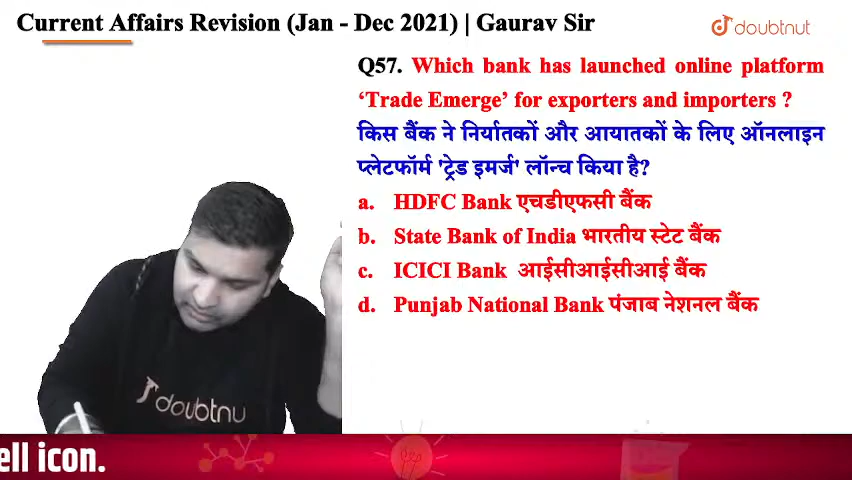 Current Affairs Revision (Jan - Dec 2021) | Gaurav Sir
doubtnut
Q57. Which bank has launched online platform
‘Trade Emerge’ for exporters and importers ?
किस बैंक ने निर्यातकों और आयातकों के लिए ऑनलाइन
प्लेटफॉर्म 'ट्रेड इमर्ज' लॉन्च किया है?
a. HDFC Bank एचडीएफसी बैंक
b. State Bank of India भारतीय स्टेट बैंक
c. ICICI Bank आईसीआईसीआई बैंक
d. Punjab National Bank पंजाब नेशनल बैंक
doubtnut
ell icon.